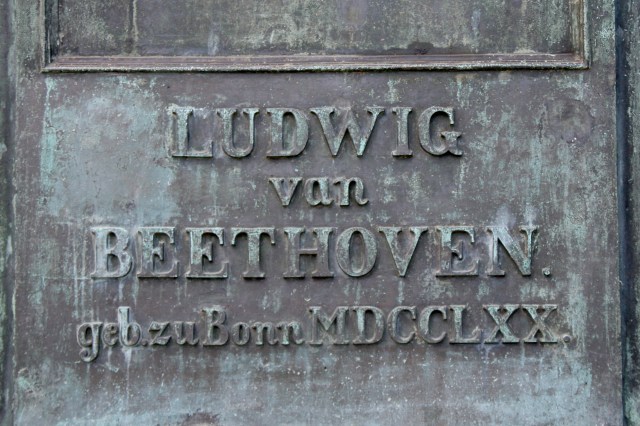 LUDWIG
van
BEETHOVEN.
geb. zu Bonn MDCCLXX.